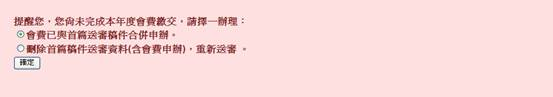 提醒您，您尚未完成本年度會費繳交，請擇一辦理：
會費已與首篇送審稿件合併申辦。
刪除首篇稿件送審資料(含會費申辦)，重新送審 。
確定